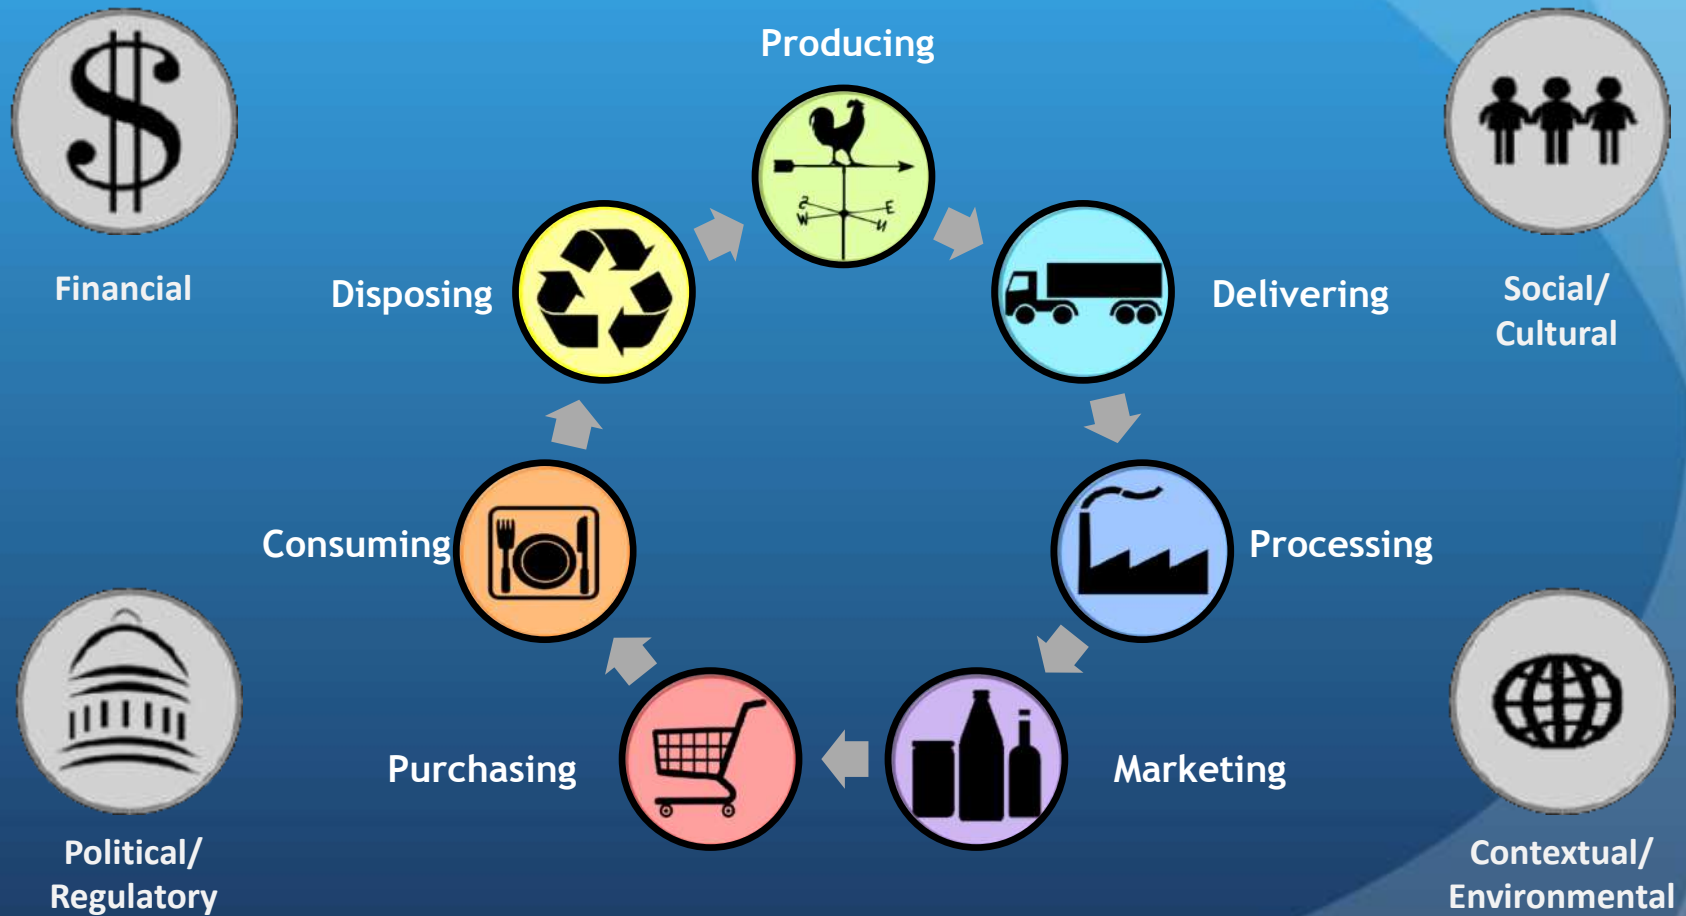 Producing
Financial
Disposing
Delivering
Social/
Cultural
Consuming
Processing
Purchasing
Marketing
Political/
Regulatory
Contextual/
Environmental
S
E
W
N
$